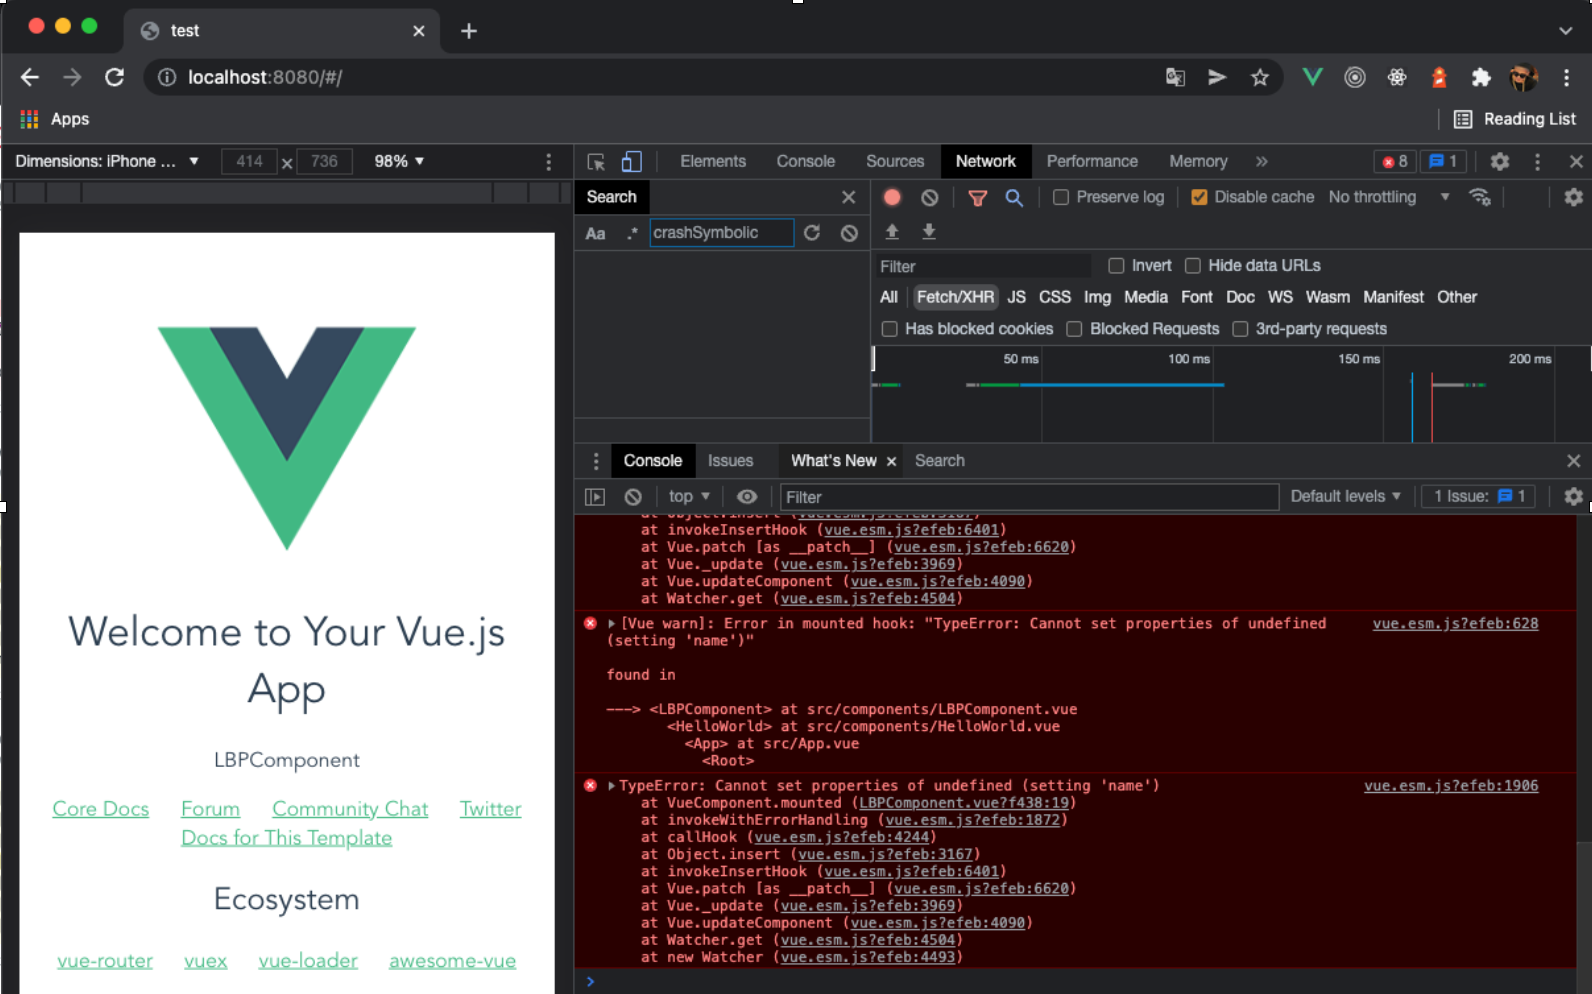 test
localhost:8080/#/
Apps
Reading List
Dimensions: iPhone ... ▼ 414 × 736 98% ▼
Elements Console Sources Network Performance Memory » 8 1
Search
Preserve log Disable cache No throttling
Aa .* crashSymbolic
Filter Invert Hide data URLs
All Fetch/XHR JS CSS Img Media Font Doc WS Wasm Manifest Other
Has blocked cookies Blocked Requests 3rd-party requests
50 ms 100 ms 150 ms 200 ms
Console Issues What's New × Search
top ▼ Filter Default levels ▼ 1 Issue: 1
at Object.insert (vue.esm.js?efeb:3167)
at invokeInsertHook (vue.esm.js?efeb:6401)
at Vue.patch [as __patch__] (vue.esm.js?efeb:6620)
at Vue._update (vue.esm.js?efeb:3969)
at Vue.updateComponent (vue.esm.js?efeb:4090)
at Watcher.get (vue.esm.js?efeb:4504)
[Vue warn]: Error in mounted hook: "TypeError: Cannot set properties of undefined vue.esm.js?efeb:628
(setting 'name')"
found in
---> <LBPComponent> at src/components/LBPComponent.vue
<HelloWorld> at src/components/HelloWorld.vue
<App> at src/App.vue
<Root>
TypeError: Cannot set properties of undefined (setting 'name') vue.esm.js?efeb:1906
at VueComponent.mounted (LBPComponent.vue?f438:19)
at invokeWithErrorHandling (vue.esm.js?efeb:1872)
at callHook (vue.esm.js?efeb:4244)
at Object.insert (vue.esm.js?efeb:3167)
at invokeInsertHook (vue.esm.js?efeb:6401)
at Vue.patch [as __patch__] (vue.esm.js?efeb:6620)
at Vue._update (vue.esm.js?efeb:3969)
at Vue.updateComponent (vue.esm.js?efeb:4090)
at Watcher.get (vue.esm.js?efeb:4504)
at new Watcher (vue.esm.js?efeb:4493)
Welcome to Your Vue.js
App
LBPComponent
Core Docs Forum Community Chat Twitter
Docs for This Template
Ecosystem
vue-router vuex vue-loader awesome-vue